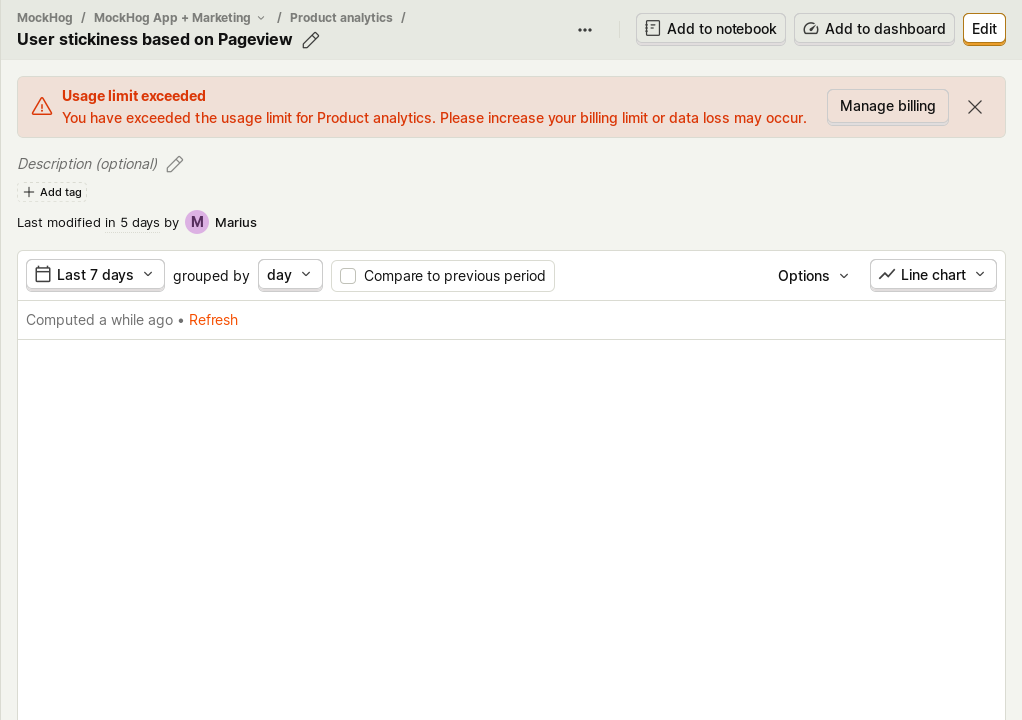 MockHog / MockHog App + Marketing / Product analytics /
User stickiness based on Pageview
Add to notebook
Add to dashboard
Edit
Usage limit exceeded
You have exceeded the usage limit for Product analytics. Please increase your billing limit or data loss may occur.
Manage billing
Description (optional)
Add tag
Last modified in 5 days by M Marius
Last 7 days grouped by day Compare to previous period Options Line chart
Computed a while ago • Refresh